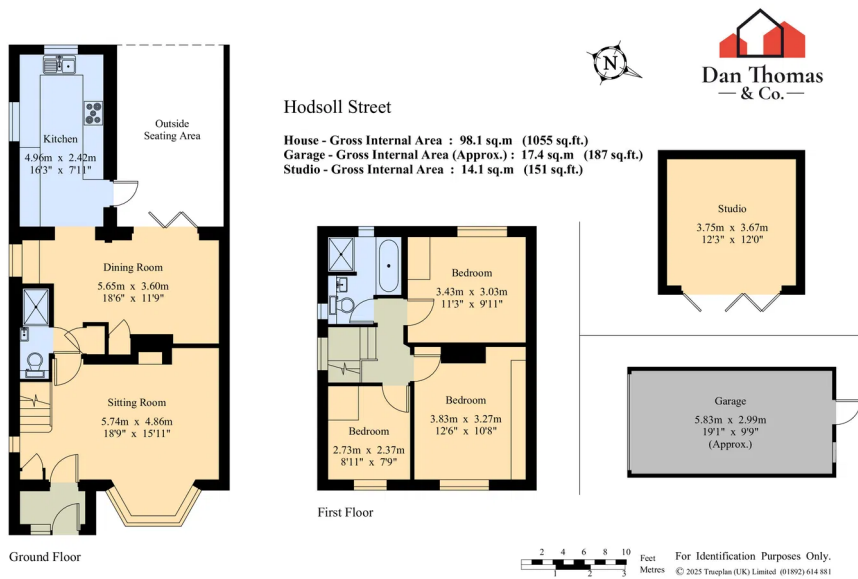 Dan Thomas
& Co.
N
Hodsoll Street
House - Gross Internal Area : 98.1 sq.m (1055 sq.ft.)
Garage - Gross Internal Area (Approx.) : 17.4 sq.m (187 sq.ft.)
Studio - Gross Internal Area : 14.1 sq.m (151 sq.ft.)
Kitchen
4.96m x 2.42m
16'3" x 7'11"
Outside
Seating Area
Dining Room
5.65m x 3.60m
18'6" x 11'9"
Sitting Room
5.74m x 4.86m
18'9" x 15'11"
Ground Floor
Bedroom
3.43m x 3.03m
11'3" x 9'11"
Bedroom
3.83m x 3.27m
12'6" x 10'8"
Bedroom
2.73m x 2.37m
8'11" x 7'9"
First Floor
Studio
3.75m x 3.67m
12'3" x 12'0"
Garage
5.83m x 2.99m
19'1" x 9'9"
(Approx.)
2 4 6 8 10 Feet
1 2 3 Metres
For Identification Purposes Only.
© 2025 Trueplan (UK) Limited (01892) 614 881